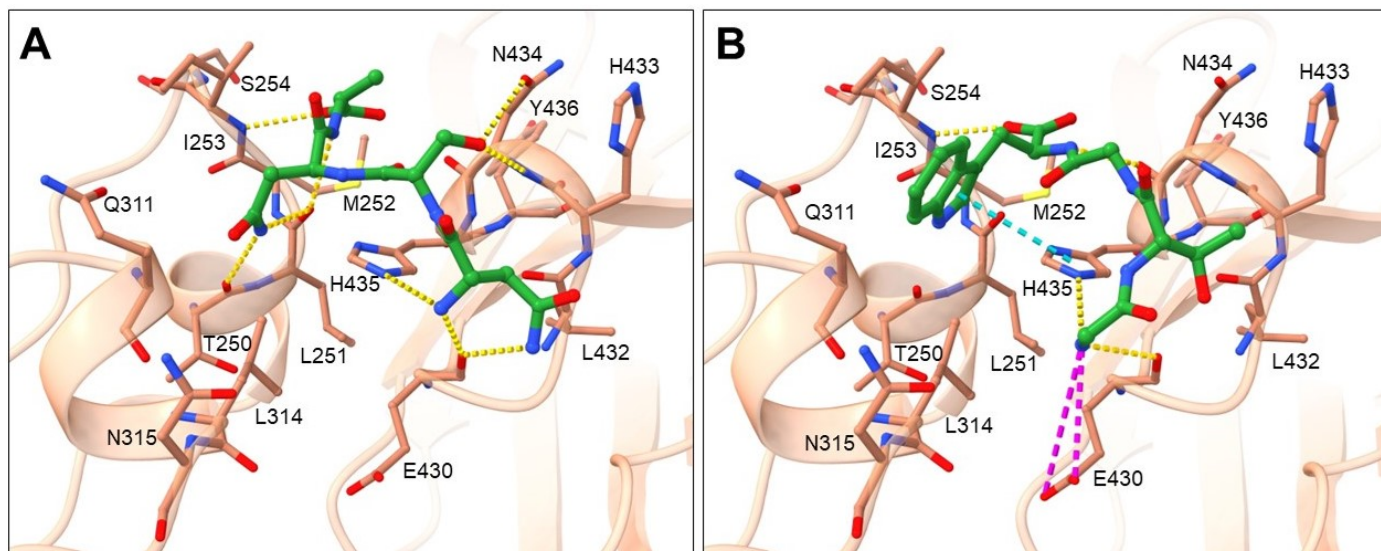 A
S254
I253
Q311
M252
H435
T250
L251
L314
N315
E430
L432
N434
Y436
H433
B
S254
I253
Q311
M252
H435
T250
L251
L314
N315
E430
L432
N434
Y436
H433